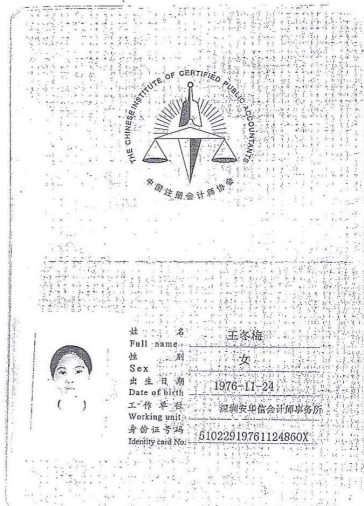 THE CHINESE INSTITUTE OF CERTIFIED PUBLIC ACCOUNTANTS
中国注册会计师协会
姓 名 王冬梅
Full name
性 别 女
Sex
出生日期 1976-11-24
Date of birth
工作单位 深圳安华信会计师事务所
Working unit
身份证号码 51022919761124860X
Identity card No.